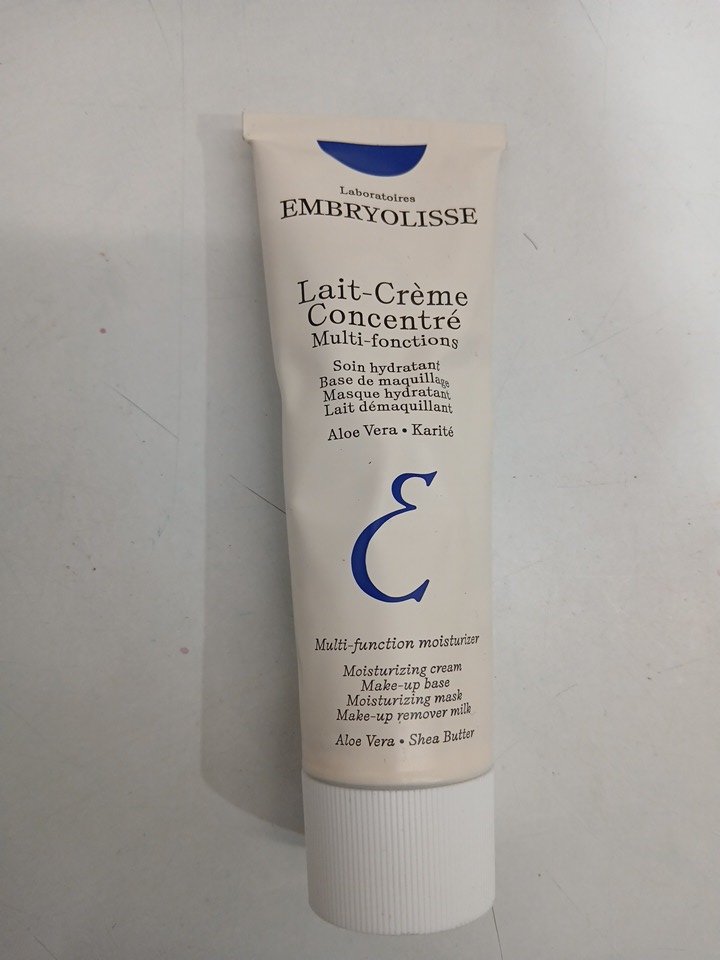 Laboratoires
EMBRYOLISSE
Lait-Crème
Concentré
Multi-fonctions
Soin hydratant
Base de maquillage
Masque hydratant
Lait démaquillant
Aloe Vera • Karité
ε
Multi-function moisturizer
Moisturizing cream
Make-up base
Moisturizing mask
Make-up remover milk
Aloe Vera • Shea Butter